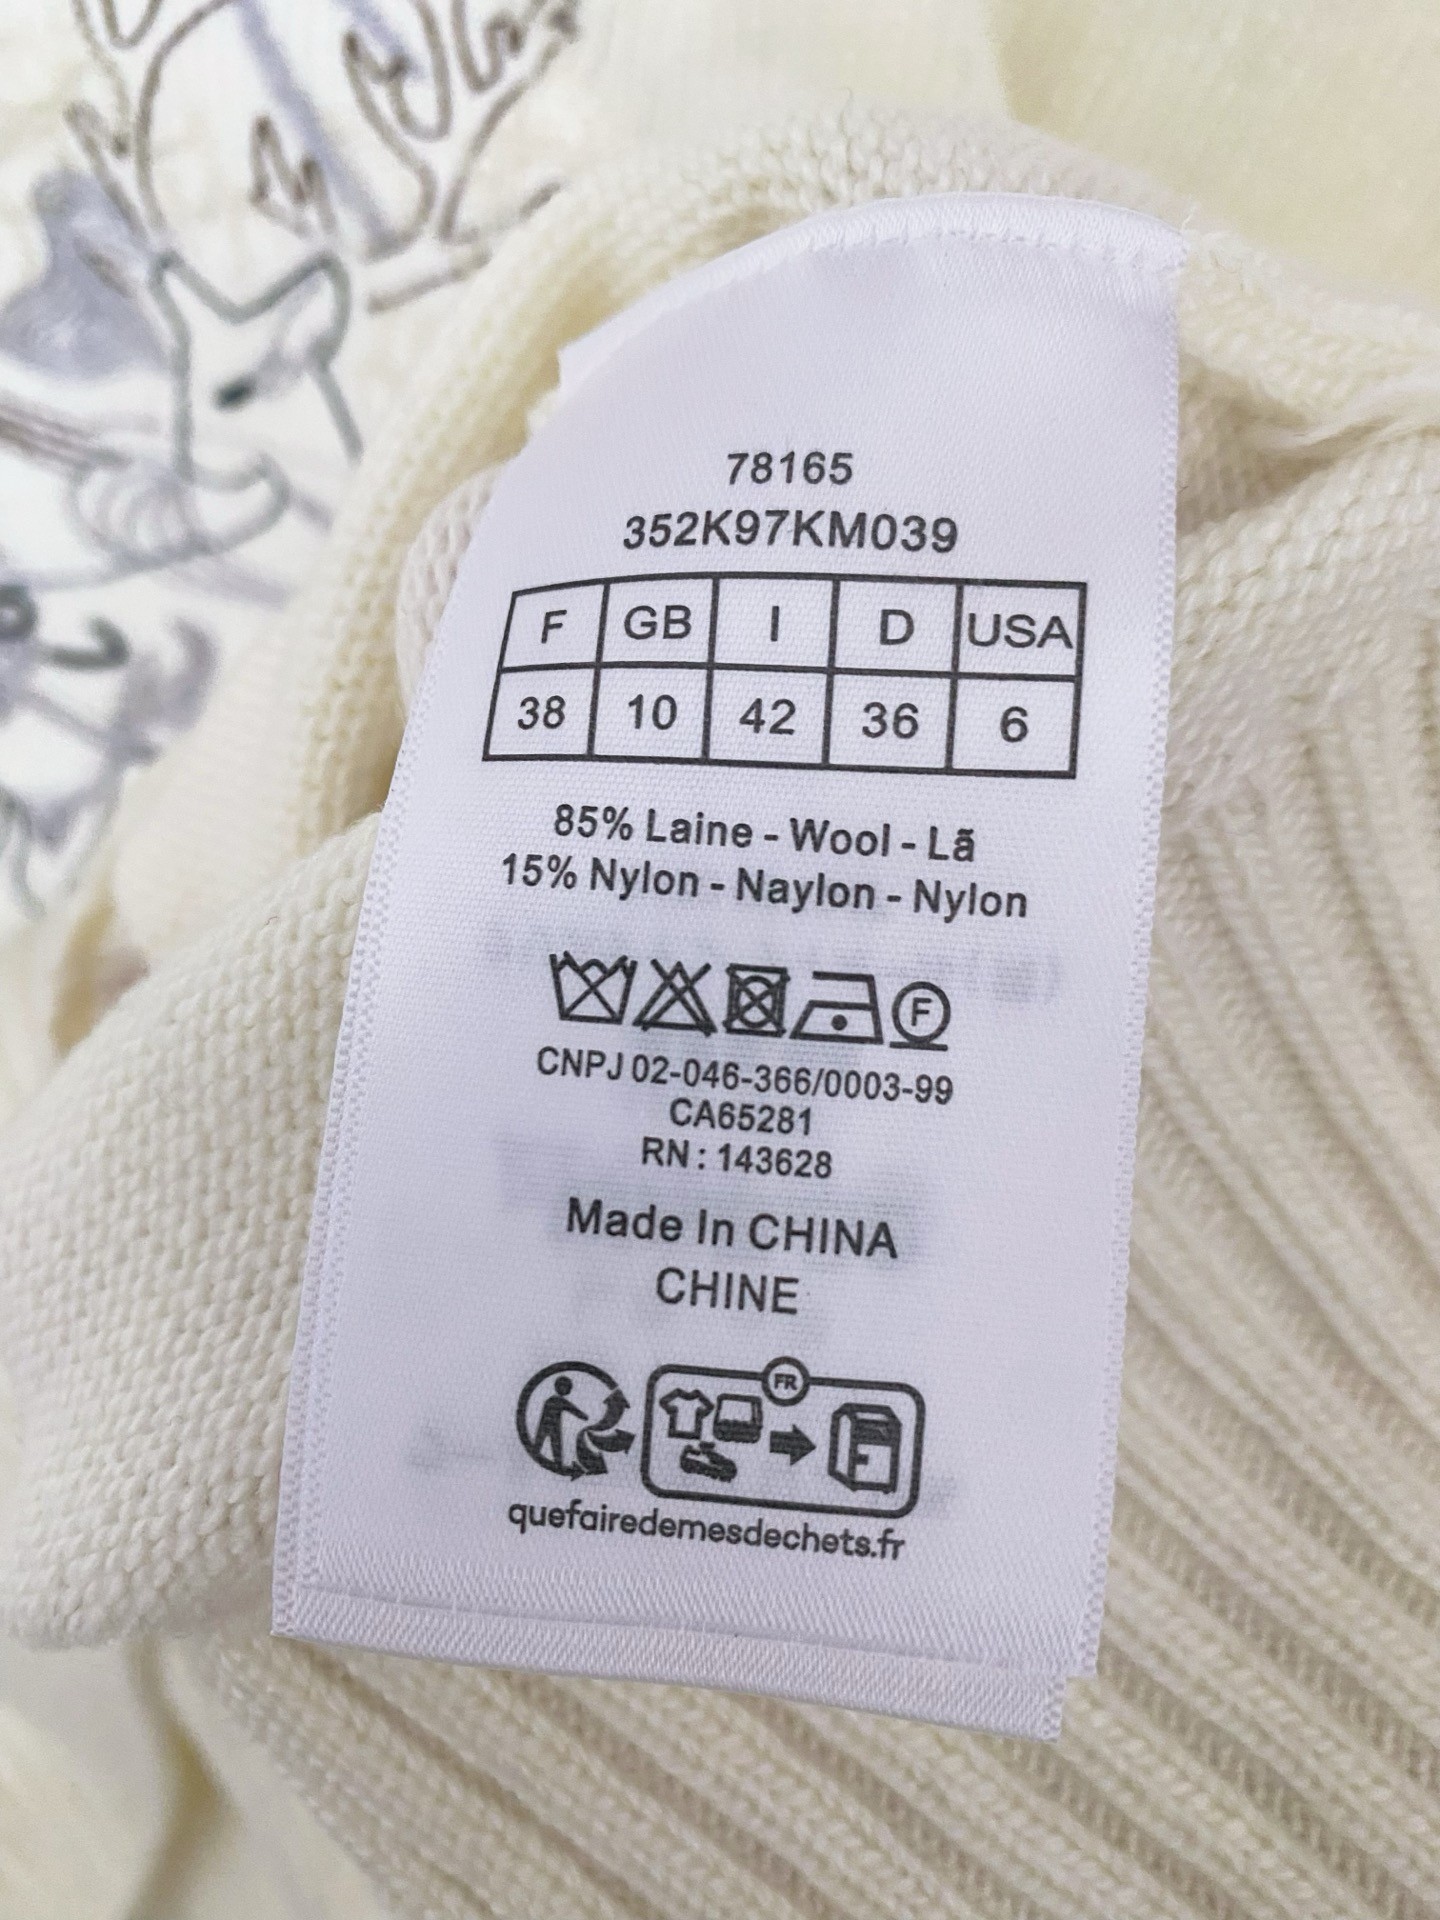 78165
352K97KM039
F GB I D USA
38 10 42 36 6
85% Laine - Wool - Lã
15% Nylon - Naylon - Nylon
F
CNPJ 02-046-366/0003-99
CA65281
RN : 143628
Made In CHINA
CHINE
FR
quefairedemesdechets.fr